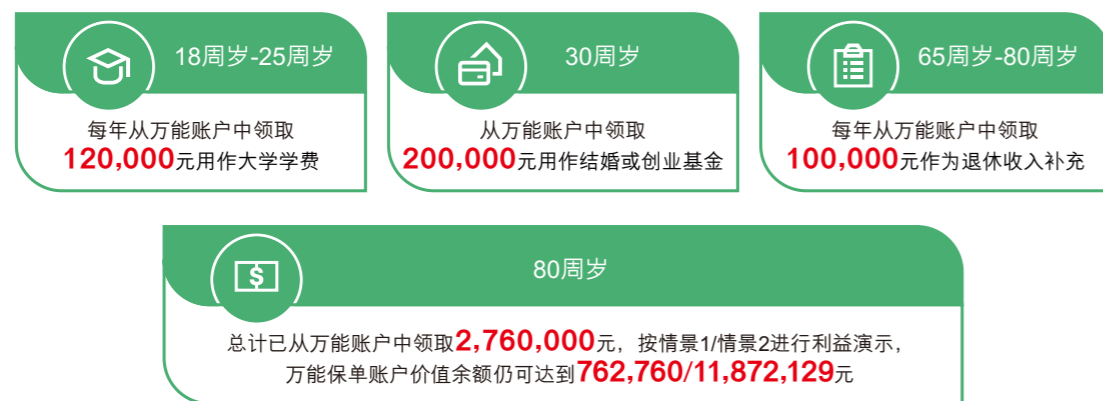 18周岁-25周岁
每年从万能账户中领取
120,000元用作大学学费
30周岁
从万能账户中领取
200,000元用作结婚或创业基金
65周岁-80周岁
每年从万能账户中领取
100,000元作为退休收入补充
$
80周岁
总计已从万能账户中领取2,760,000元，按情景1/情景2进行利益演示，
万能保单账户价值余额仍可达到762,760/11,872,129元